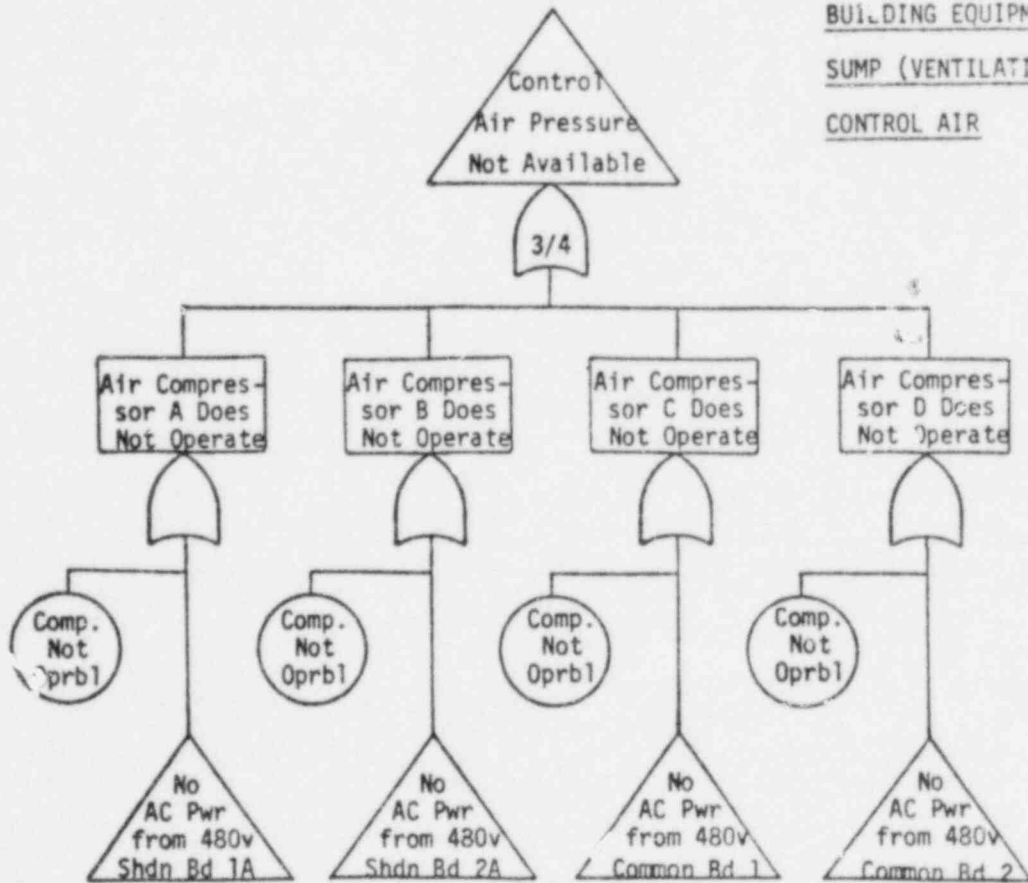 BUILDING EQUIPM
SUMP (VENTILATI
CONTROL AIR
Control
Air Pressure
Not Available
3/4
Air Compres-
sor A Does
Not Operate
Air Compres-
sor B Does
Not Operate
Air Compres-
sor C Does
Not Operate
Air Compres-
sor D Does
Not Operate
Comp.
Not
Oprbl
Comp.
Not
Oprbl
Comp.
Not
Oprbl
Comp.
Not
Oprbl
No
AC Pwr
from 480v
Shdn Bd 1A
No
AC Pwr
from 480v
Shdn Bd 2A
No
AC Pwr
from 480v
Common Bd 1
No
AC Pwr
from 480v
Common Bd 2